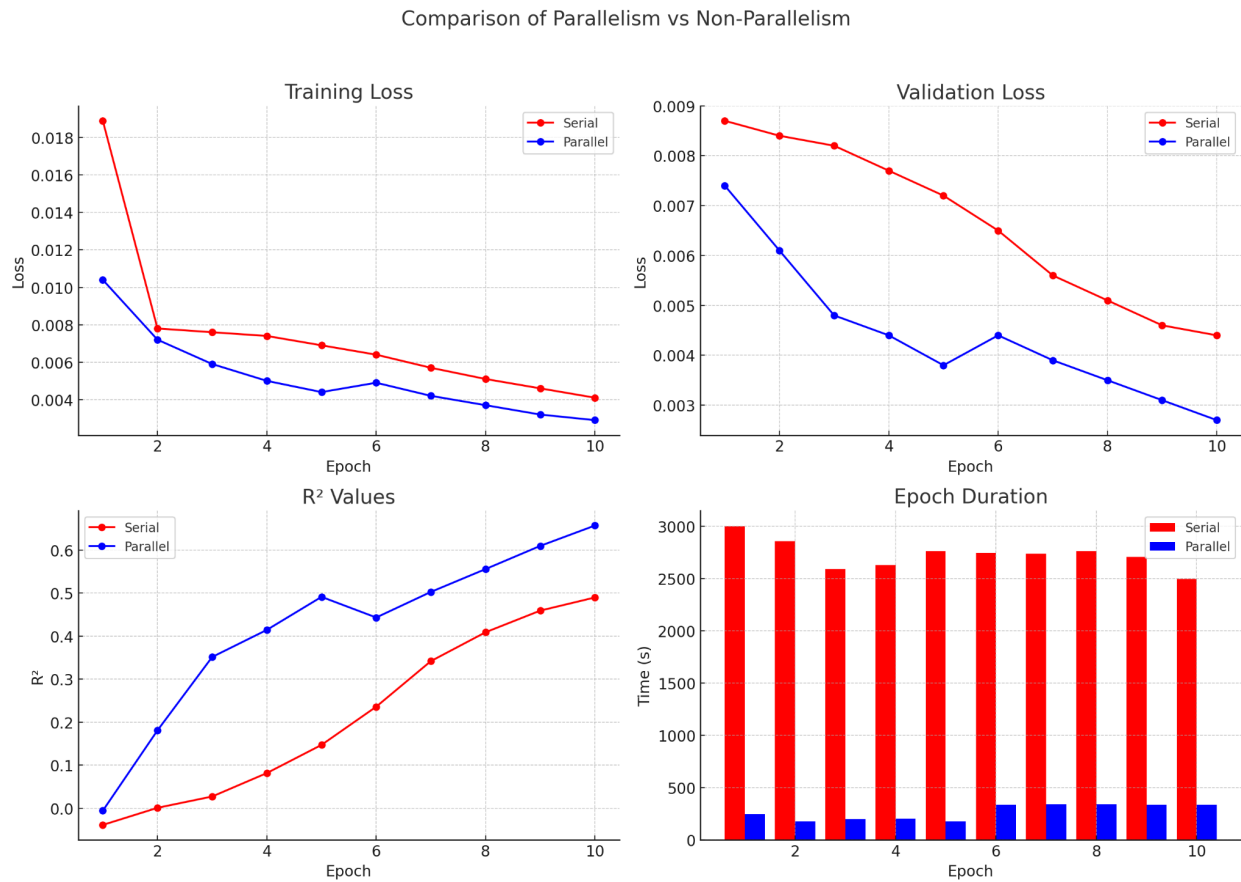 Comparison of Parallelism vs Non-Parallelism
Training Loss
Loss
0.018
0.016
0.014
0.012
0.010
0.008
0.006
0.004
Serial
Parallel
2
4
6
8
10
Epoch
Validation Loss
Loss
0.009
0.008
0.007
0.006
0.005
0.004
0.003
Serial
Parallel
2
4
6
8
10
Epoch
R² Values
R²
0.6
0.5
0.4
0.3
0.2
0.1
0.0
Serial
Parallel
2
4
6
8
10
Epoch
Epoch Duration
Time (s)
3000
2500
2000
1500
1000
500
0
Serial
Parallel
2
4
6
8
10
Epoch